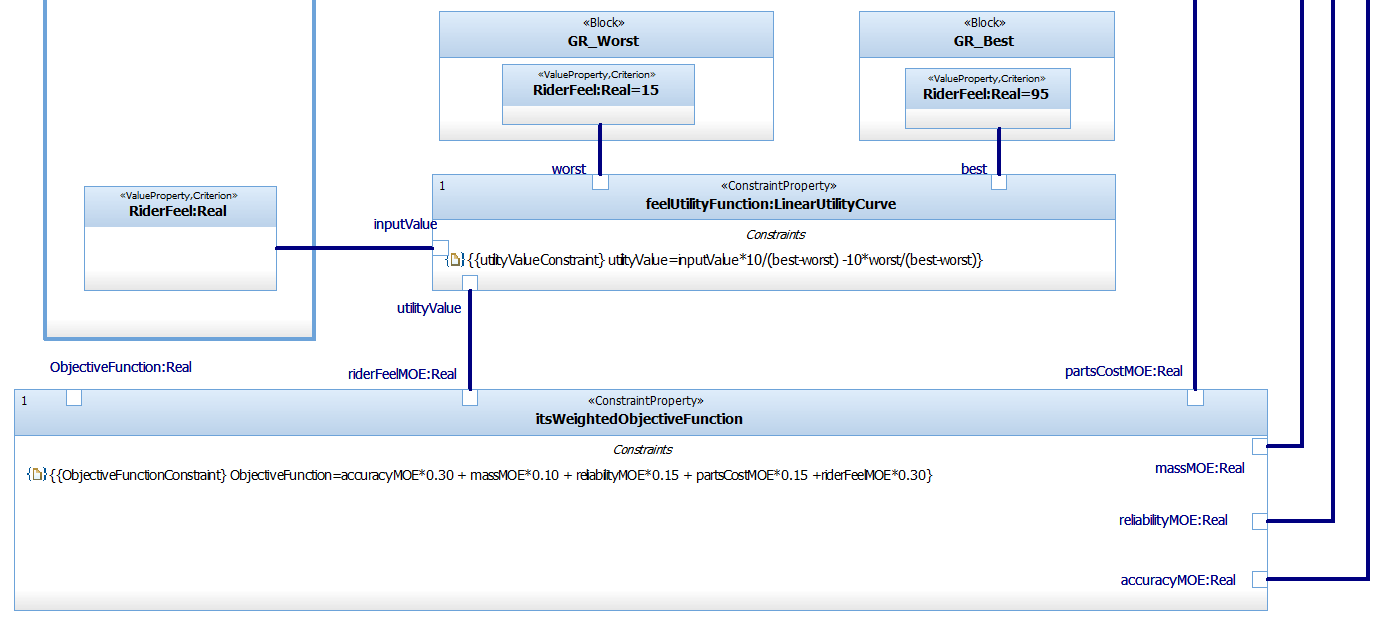 «Block»
GR_Worst
«ValueProperty,Criterion»
RiderFeel:Real=15
«Block»
GR_Best
«ValueProperty,Criterion»
RiderFeel:Real=95
worst
best
«ValueProperty,Criterion»
RiderFeel:Real
inputValue
1
«ConstraintProperty»
feelUtilityFunction:LinearUtilityCurve
Constraints
{ } {{utilityValueConstraint} utilityValue=inputValue*10/(best-worst) -10*worst/(best-worst)}
utilityValue
ObjectiveFunction:Real
riderFeelMOE:Real
partsCostMOE:Real
1
«ConstraintProperty»
itsWeightedObjectiveFunction
Constraints
{ } {{ObjectiveFunctionConstraint} ObjectiveFunction=accuracyMOE*0.30 + massMOE*0.10 + reliabilityMOE*0.15 + partsCostMOE*0.15 +riderFeelMOE*0.30}
massMOE:Real
reliabilityMOE:Real
accuracyMOE:Real